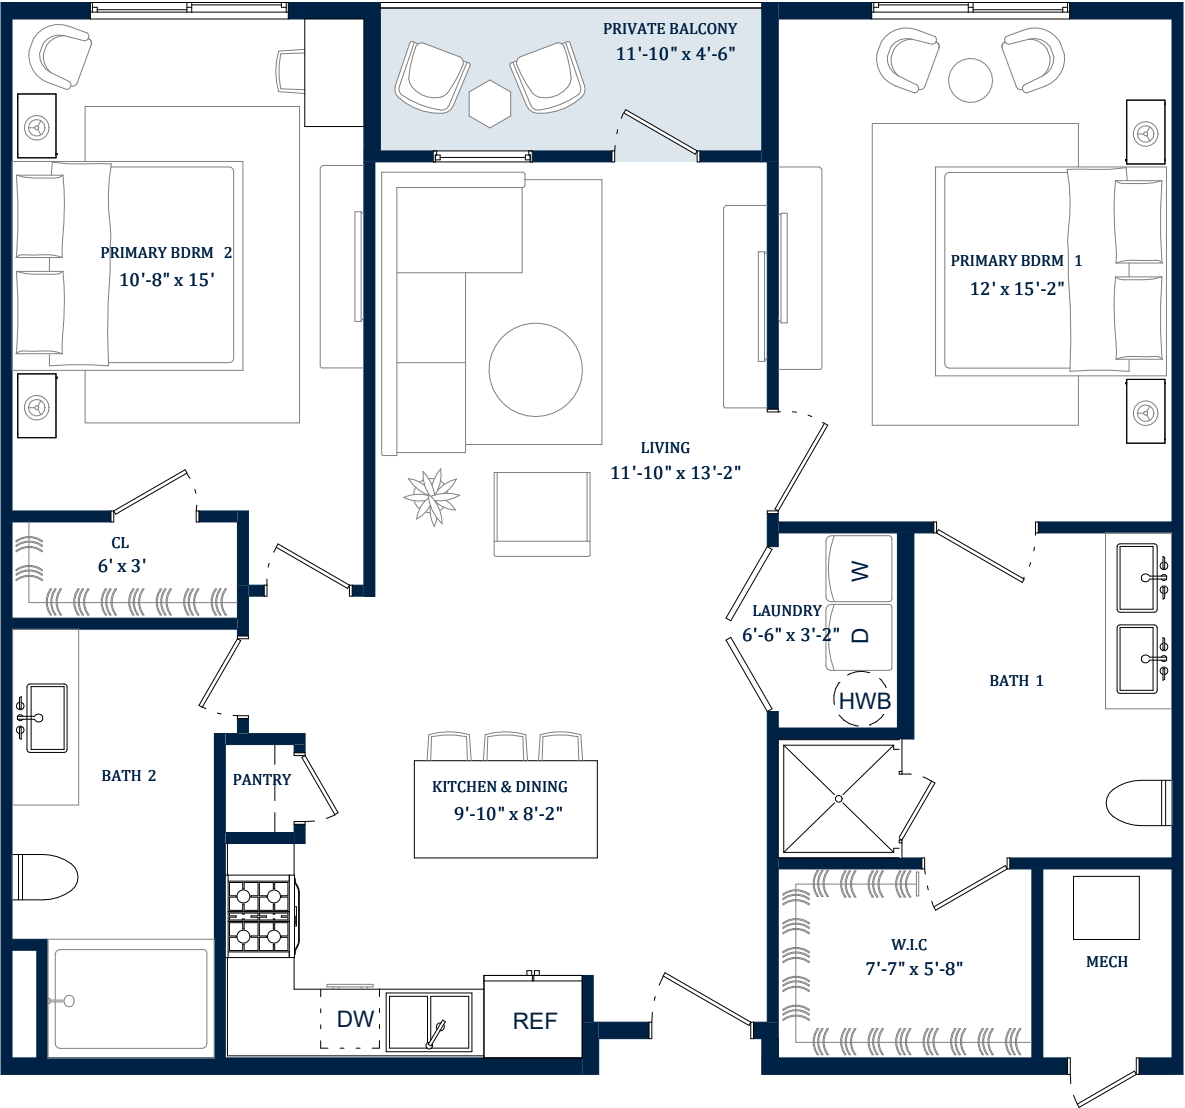 PRIVATE BALCONY
11'-10" x 4'-6"
PRIMARY BDRM 2
10'-8" x 15'
PRIMARY BDRM 1
12' x 15'-2"
LIVING
11'-10" x 13'-2"
CL
6' x 3'
W
LAUNDRY
6'-6" x 3'-2"
D
HWB
BATH 1
BATH 2
PANTRY
KITCHEN & DINING
9'-10" x 8'-2"
W.I.C
7'-7" x 5'-8"
MECH
DW
REF